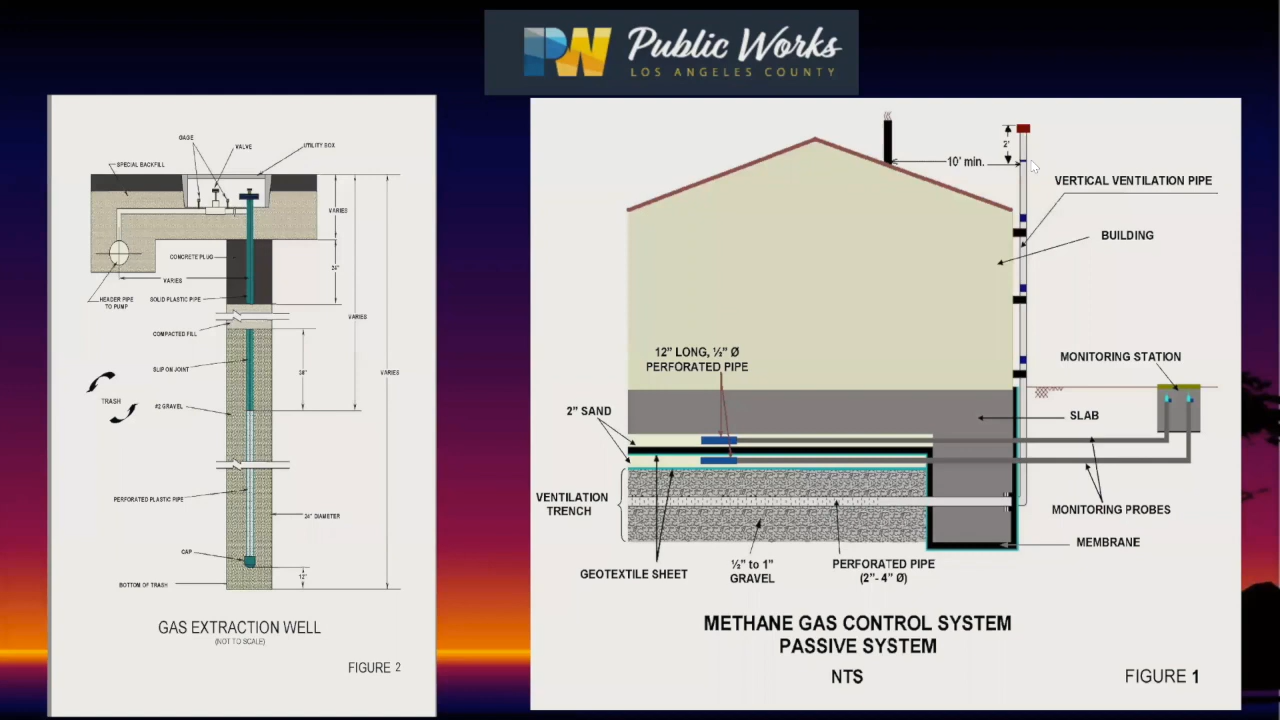 PW Public Works
LOS ANGELES COUNTY
GAGE
VALVE
UTILITY BOX
SPECIAL BACKFILL
VARIES
CONCRETE PLUG
24"
VARIES
HEADER PIPE
TO PUMP
SOLID PLASTIC PIPE
VARIES
COMPACTED FILL
SLIP ON JOINT
VARIES
TRASH
#2 GRAVEL
PERFORATED PLASTIC PIPE
24" DIAMETER
CAP
12"
BOTTOM OF TRASH
GAS EXTRACTION WELL
(NOT TO SCALE)
FIGURE 2
2'
10' min.
VERTICAL VENTILATION PIPE
BUILDING
12" LONG, ½" Ø
PERFORATED PIPE
MONITORING STATION
2" SAND
SLAB
VENTILATION
TRENCH
MONITORING PROBES
MEMBRANE
GEOTEXTILE SHEET
½" to 1"
GRAVEL
PERFORATED PIPE
(2"- 4" Ø)
METHANE GAS CONTROL SYSTEM
PASSIVE SYSTEM
NTS
FIGURE 1